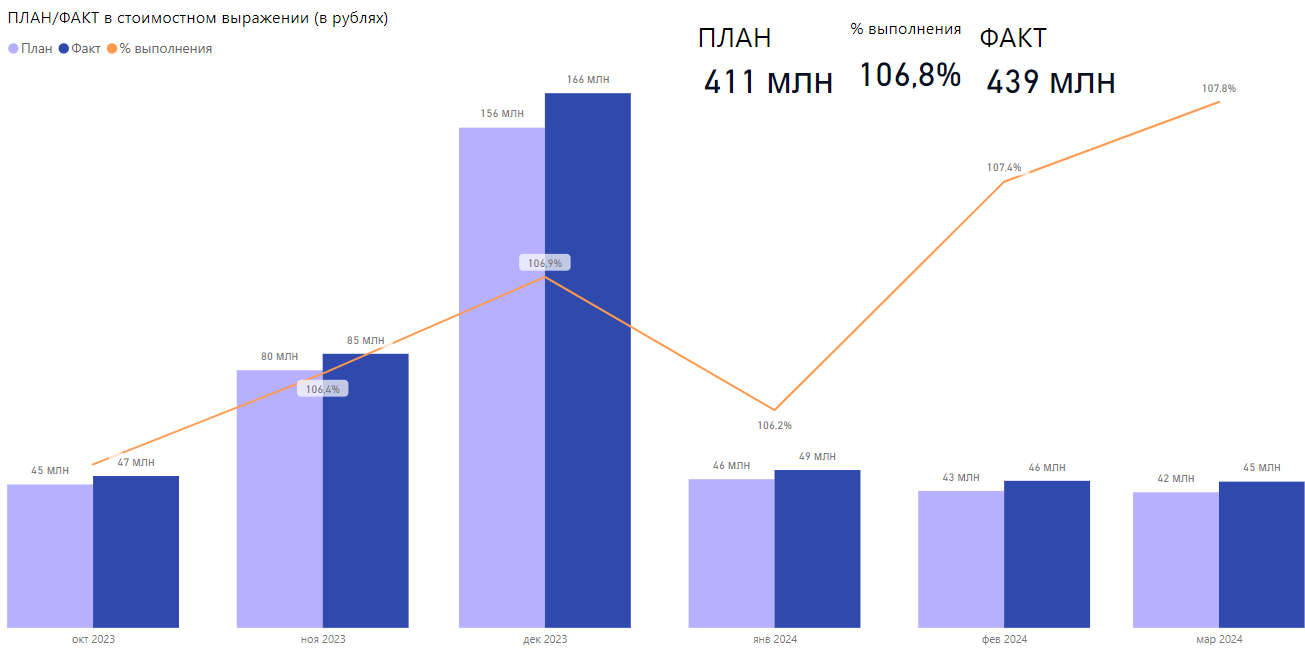 ПЛАН/ФАКТ в стоимостном выражении (в рублях)
План Факт % выполнения
ПЛАН % выполнения ФАКТ
411 млн 106,8% 439 млн
166 млн
107,8%
156 млн
107,4%
106,9%
85 млн
80 млн
106,4%
106,2%
45 млн 47 млн
46 млн 49 млн
43 млн 46 млн
42 млн 45 млн
окт 2023 ноя 2023 дек 2023 янв 2024 фев 2024 мар 2024